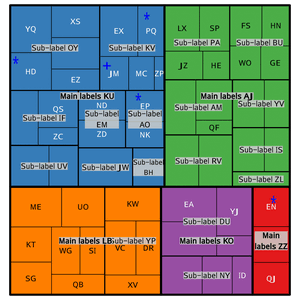 YQ XS EX PQ LX SP FS HN
Sub-label OY Sub-label KV Sub-label PA Sub-label BU
HD JM MC ZP JZ HE WO GE
EZ
Main labels KU Main labels AJ
QS ND EP Sub-label AM Sub-label YV
Sub-label IF Sub-label EM Sub-label AO
ZC ZD NK QF
Sub-label IS
Sub-label UV Sub-label JW Sub-label BH Sub-label RV
Sub-label ZL
ME UO KW EA YJ EN
Sub-label DU
KT Main labels LB Sub-label YP Main labels KO Main labels ZZ
WG SI VC DR
SG Sub-label NY ID QJ
QB XV